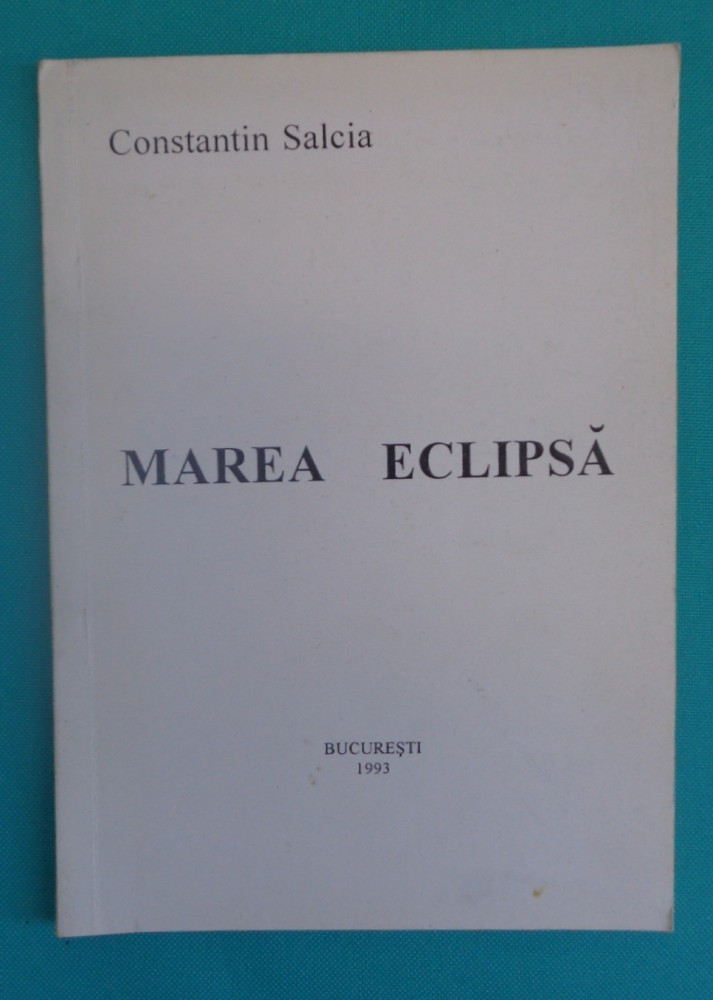 Constantin Salcia
MAREA ECLIPSĂ
BUCUREŞTI
1993